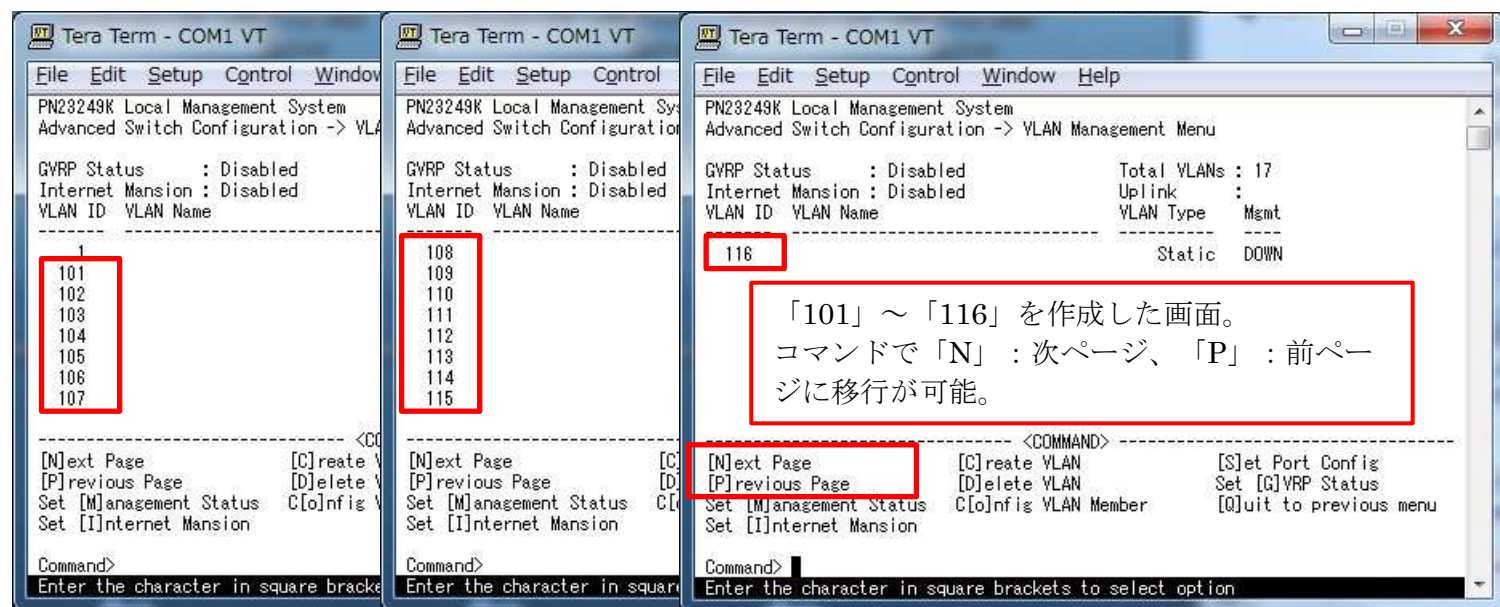 Tera Term - COM1 VT
File Edit Setup Control Window
PN23249K Local Management System
Advanced Switch Configuration -> VLA
GVRP Status : Disabled
Internet Mansion : Disabled
VLAN ID VLAN Name
------- --------------------------------
1
101
102
103
104
105
106
107
--------------------------------------- <CO
[N]ext Page [C]reate V
[P]revious Page [D]elete V
Set [M]anagement Status C[o]nfig V
Set [I]nternet Mansion
Command>
Enter the character in square bracke
Tera Term - COM1 VT
File Edit Setup Control
PN23249K Local Management Sys
Advanced Switch Configuration
GVRP Status : Disabled
Internet Mansion : Disabled
VLAN ID VLAN Name
------- ------------------------
108
109
110
111
112
113
114
115
-----------------------------------
[N]ext Page [C]
[P]revious Page [D]
Set [M]anagement Status C[o
Set [I]nternet Mansion
Command>
Enter the character in square
Tera Term - COM1 VT
File Edit Setup Control Window Help
PN23249K Local Management System
Advanced Switch Configuration -> VLAN Management Menu
GVRP Status : Disabled Total VLANs : 17
Internet Mansion : Disabled Uplink :
VLAN ID VLAN Name VLAN Type Mgmt
------- -------------------------------- ---------- ----
116 Static DOWN
「101」～「116」を作成した画面。
コマンドで「N」：次ページ、「P」：前ペー
ジに移行が可能。
--------------------------------------- <COMMAND> -------------------------------------------
[N]ext Page [C]reate VLAN [S]et Port Config
[P]revious Page [D]elete VLAN Set [G]VRP Status
Set [M]anagement Status C[o]nfig VLAN Member [Q]uit to previous menu
Set [I]nternet Mansion
Command>
Enter the character in square brackets to select option